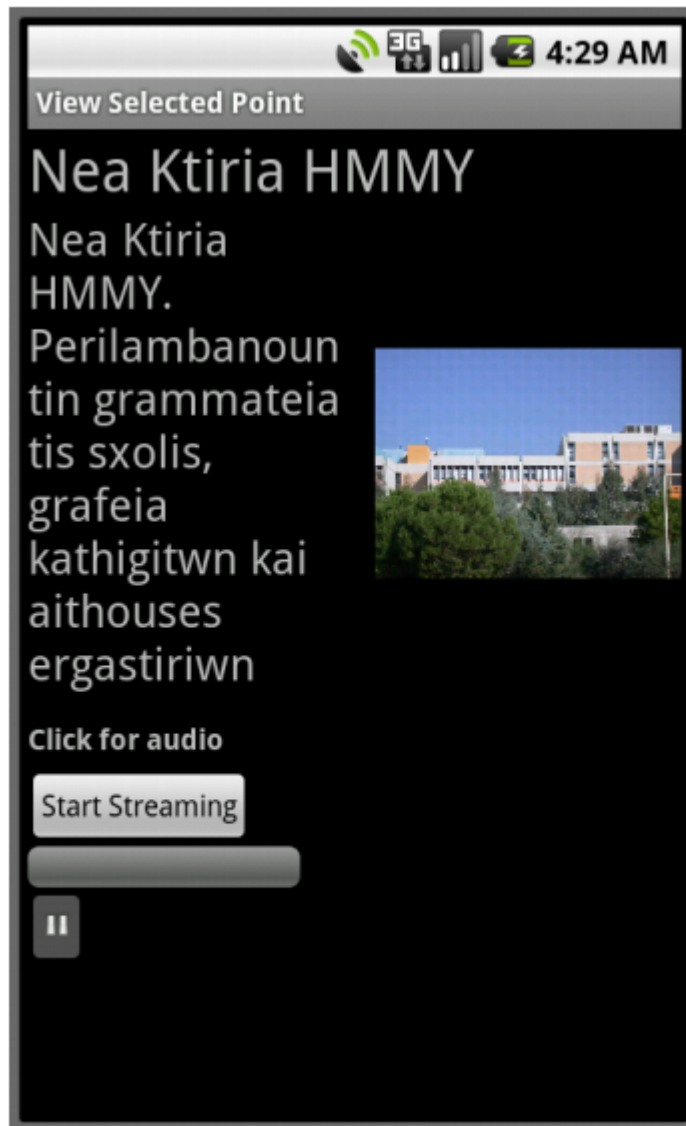 3G 4:29 AM
View Selected Point
Nea Ktiria HMMY
Nea Ktiria
HMMY.
Perilambanoun
tin grammateia
tis sxolis,
grafeia
kathigitwn kai
aithouses
ergastiriwn
Click for audio
Start Streaming